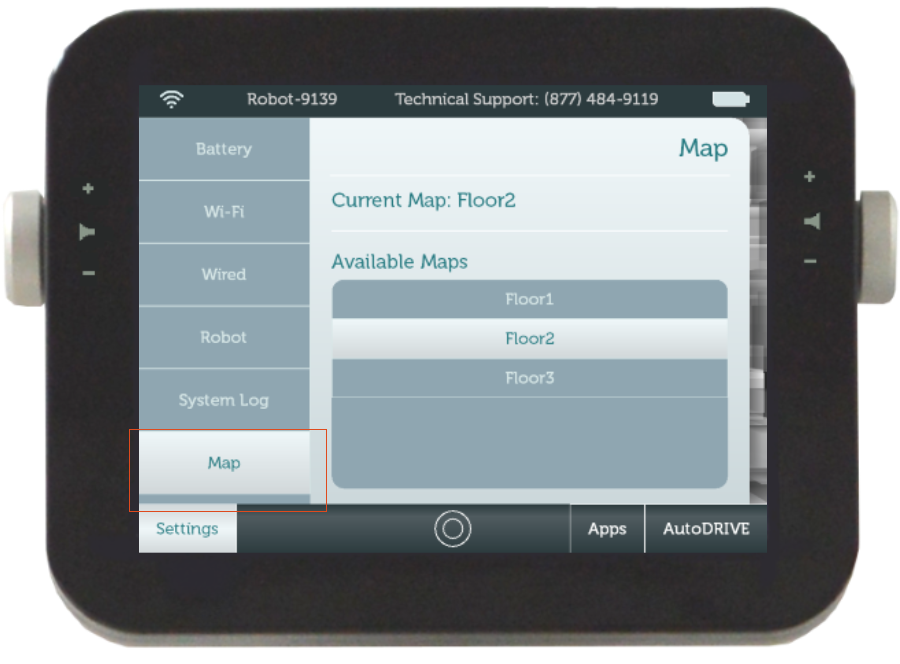 Robot-9139 Technical Support: (877) 484-9119
Battery
Wi-Fi
Wired
Robot
System Log
Map
Map
Current Map: Floor2
Available Maps
Floor1
Floor2
Floor3
Settings
Apps
AutoDRIVE
+
-
+
-